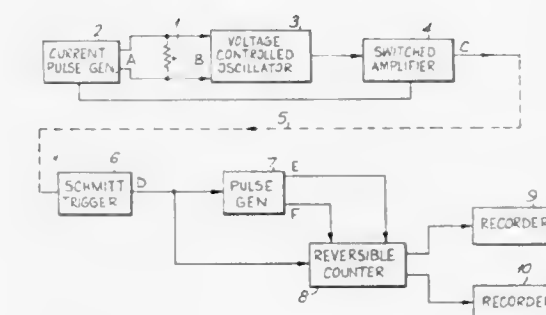 2
1
3
4
CURRENT
PULSE GEN.
A
B
VOLTAGE
CONTROLLED
OSCILLATOR
SWITCHED
AMPLIFIER
C
5
6
7
SCHMITT
TRIGGER
D
PULSE
GEN
E
F
9
RECORDER
REVERSIBLE
COUNTER
8
10
RECORDER